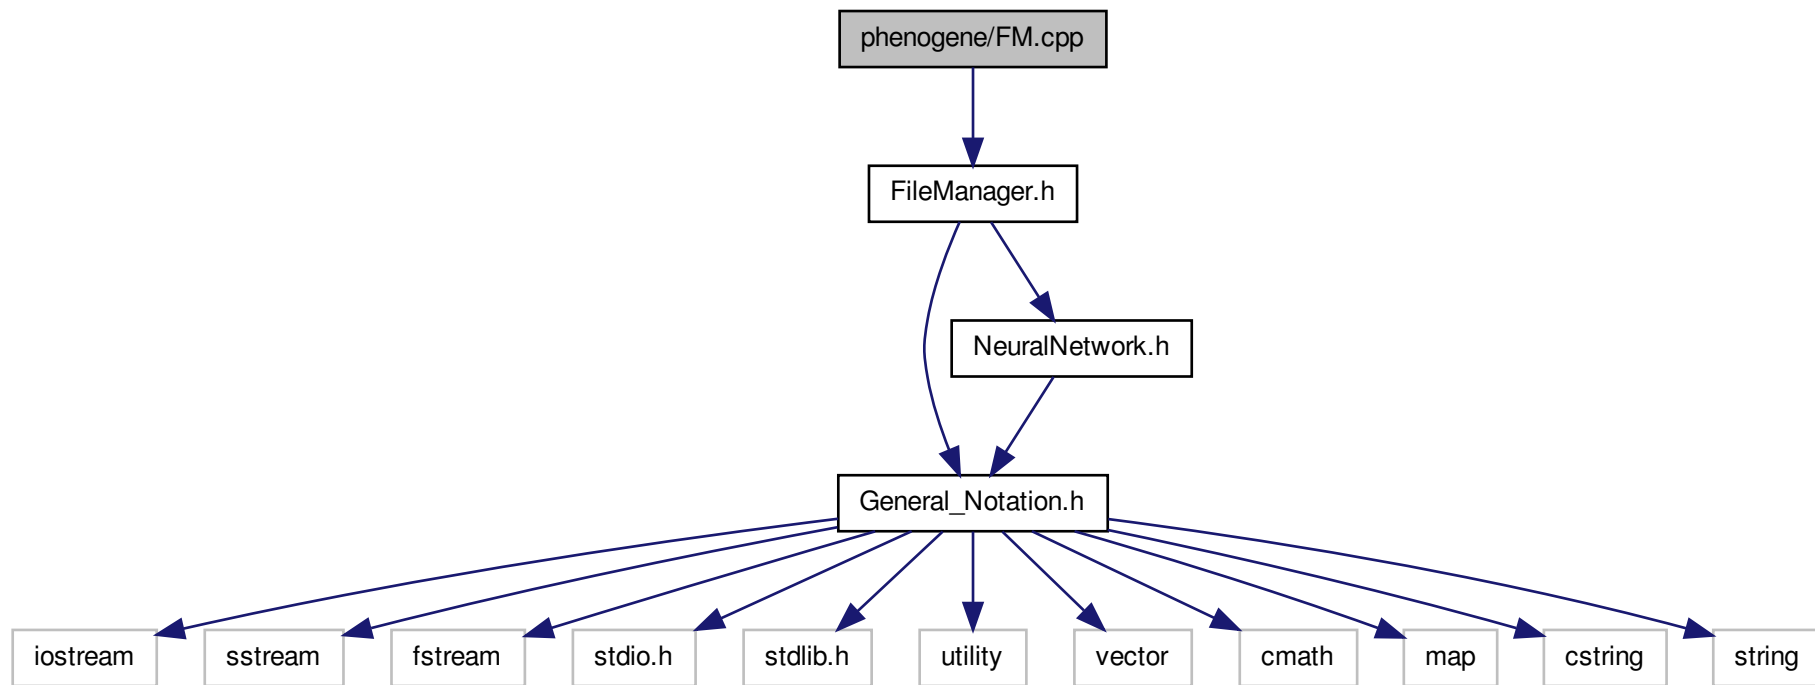 phenogene/FM.cpp
FileManager.h
NeuralNetwork.h
General_Notation.h
iostream
sstream
fstream
stdio.h
stdlib.h
utility
vector
cmath
map
cstring
string